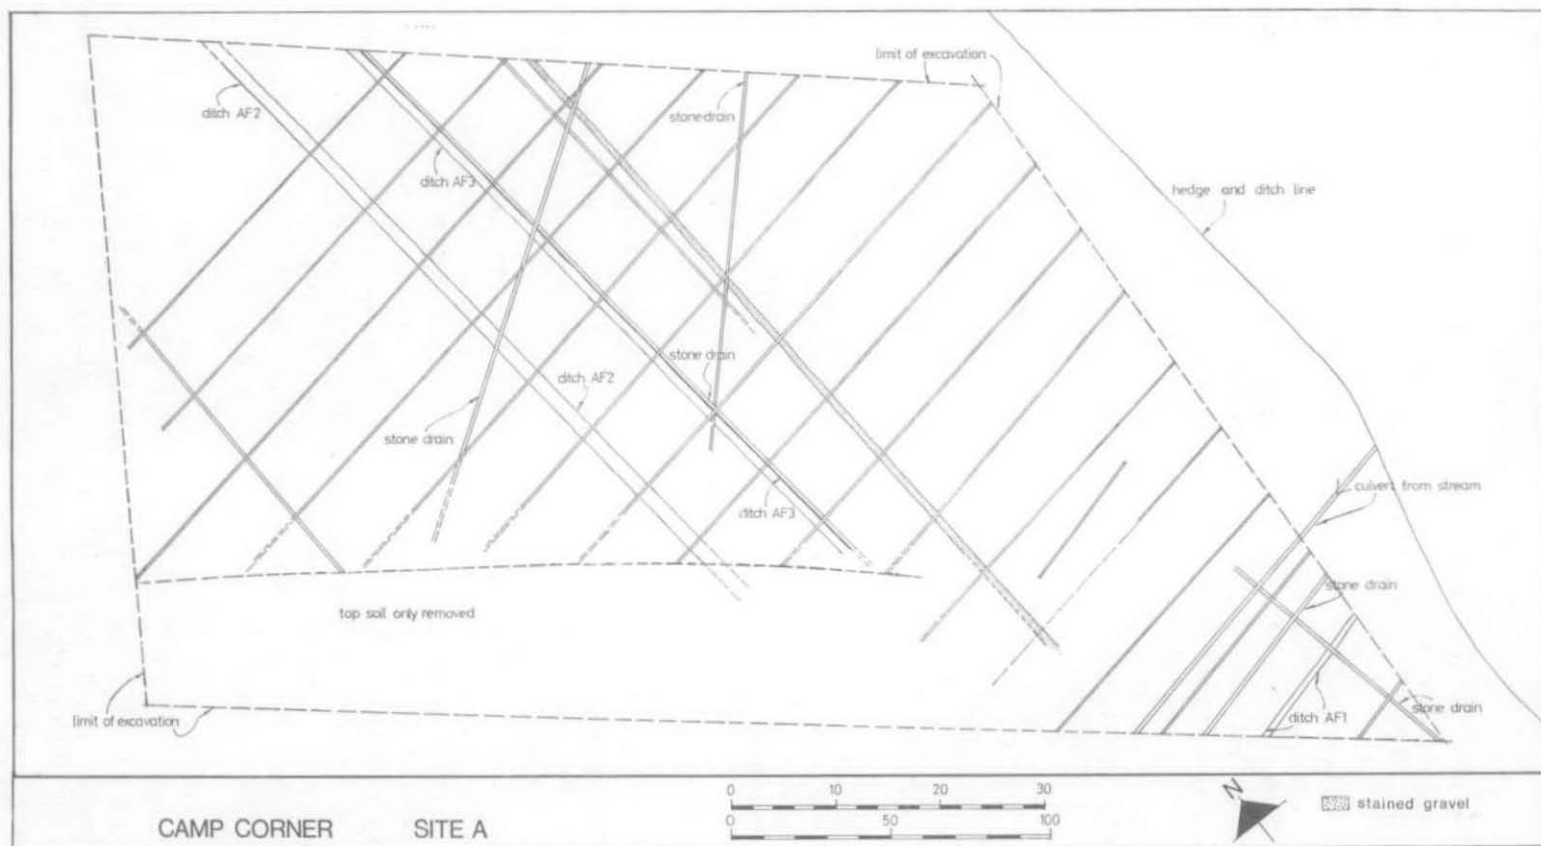 limit of excavation
ditch AF2
stone drain
ditch AF3
hedge and ditch line
stone drain
ditch AF2
stone drain
culvert from stream
ditch AF3
stone drain
top soil only removed
stone drain
limit of excavation
ditch AF1
N
0 10 20 30
0 50 100
stained gravel
CAMP CORNER SITE A